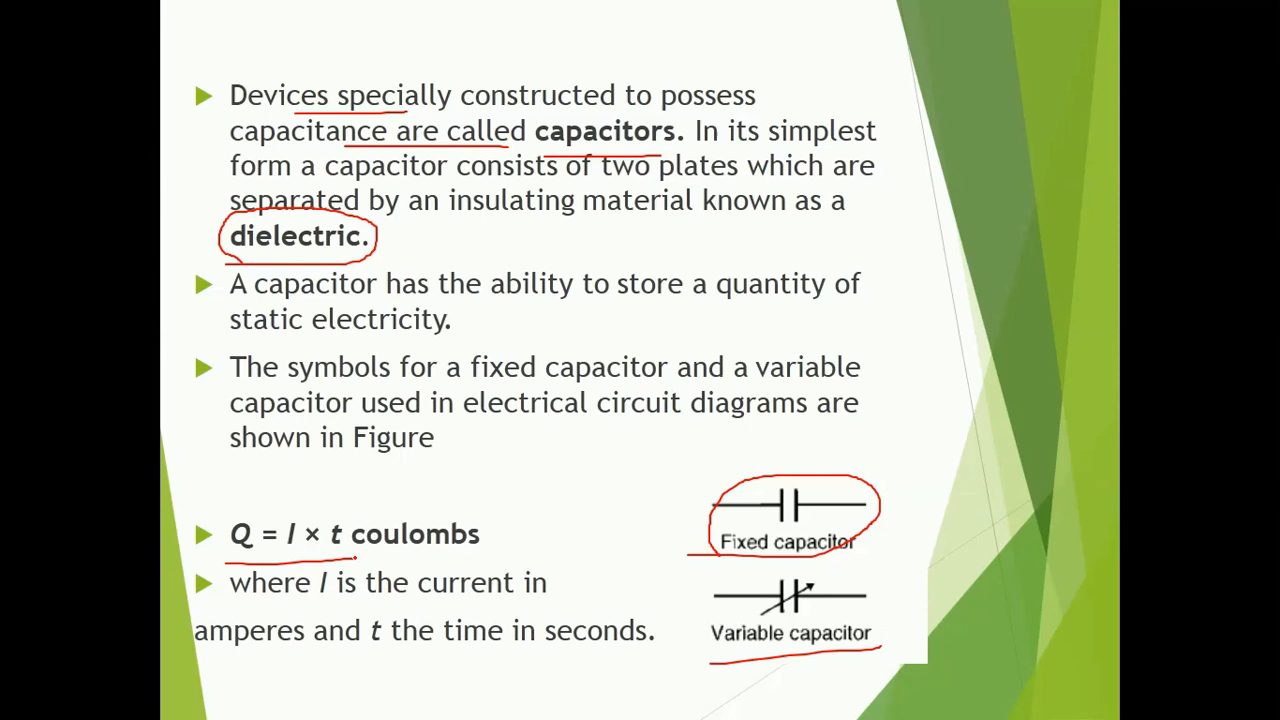 Devices specially constructed to possess
capacitance are called capacitors. In its simplest
form a capacitor consists of two plates which are
separated by an insulating material known as a
dielectric.
A capacitor has the ability to store a quantity of
static electricity.
The symbols for a fixed capacitor and a variable
capacitor used in electrical circuit diagrams are
shown in Figure
Q = I × t coulombs
where I is the current in
amperes and t the time in seconds.
Fixed capacitor
Variable capacitor